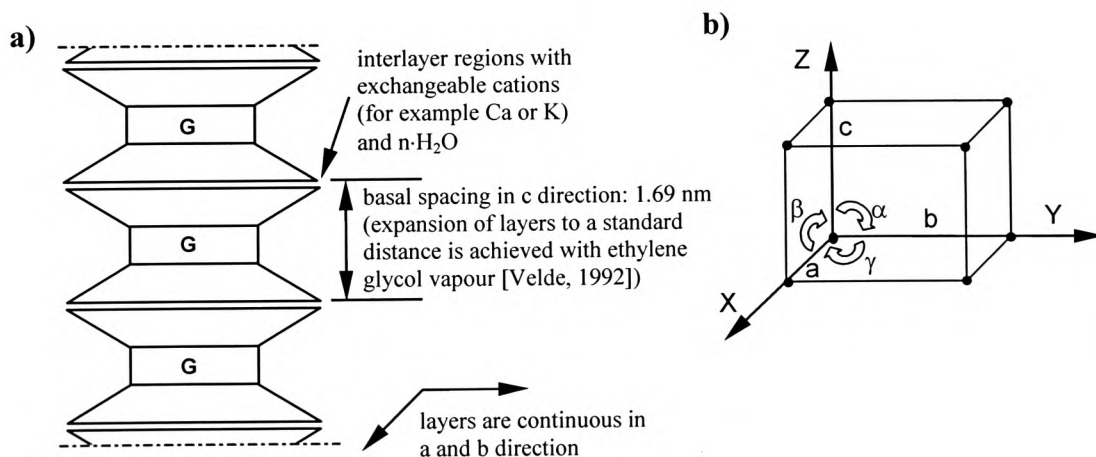 a)
G
G
G
interlayer regions with
exchangeable cations
(for example Ca or K)
and n·H₂O
basal spacing in c direction: 1.69 nm
(expansion of layers to a standard
distance is achieved with ethylene
glycol vapour [Velde, 1992])
layers are continuous in
a and b direction
b)
Z
c
β
α
b
Y
a
γ
X